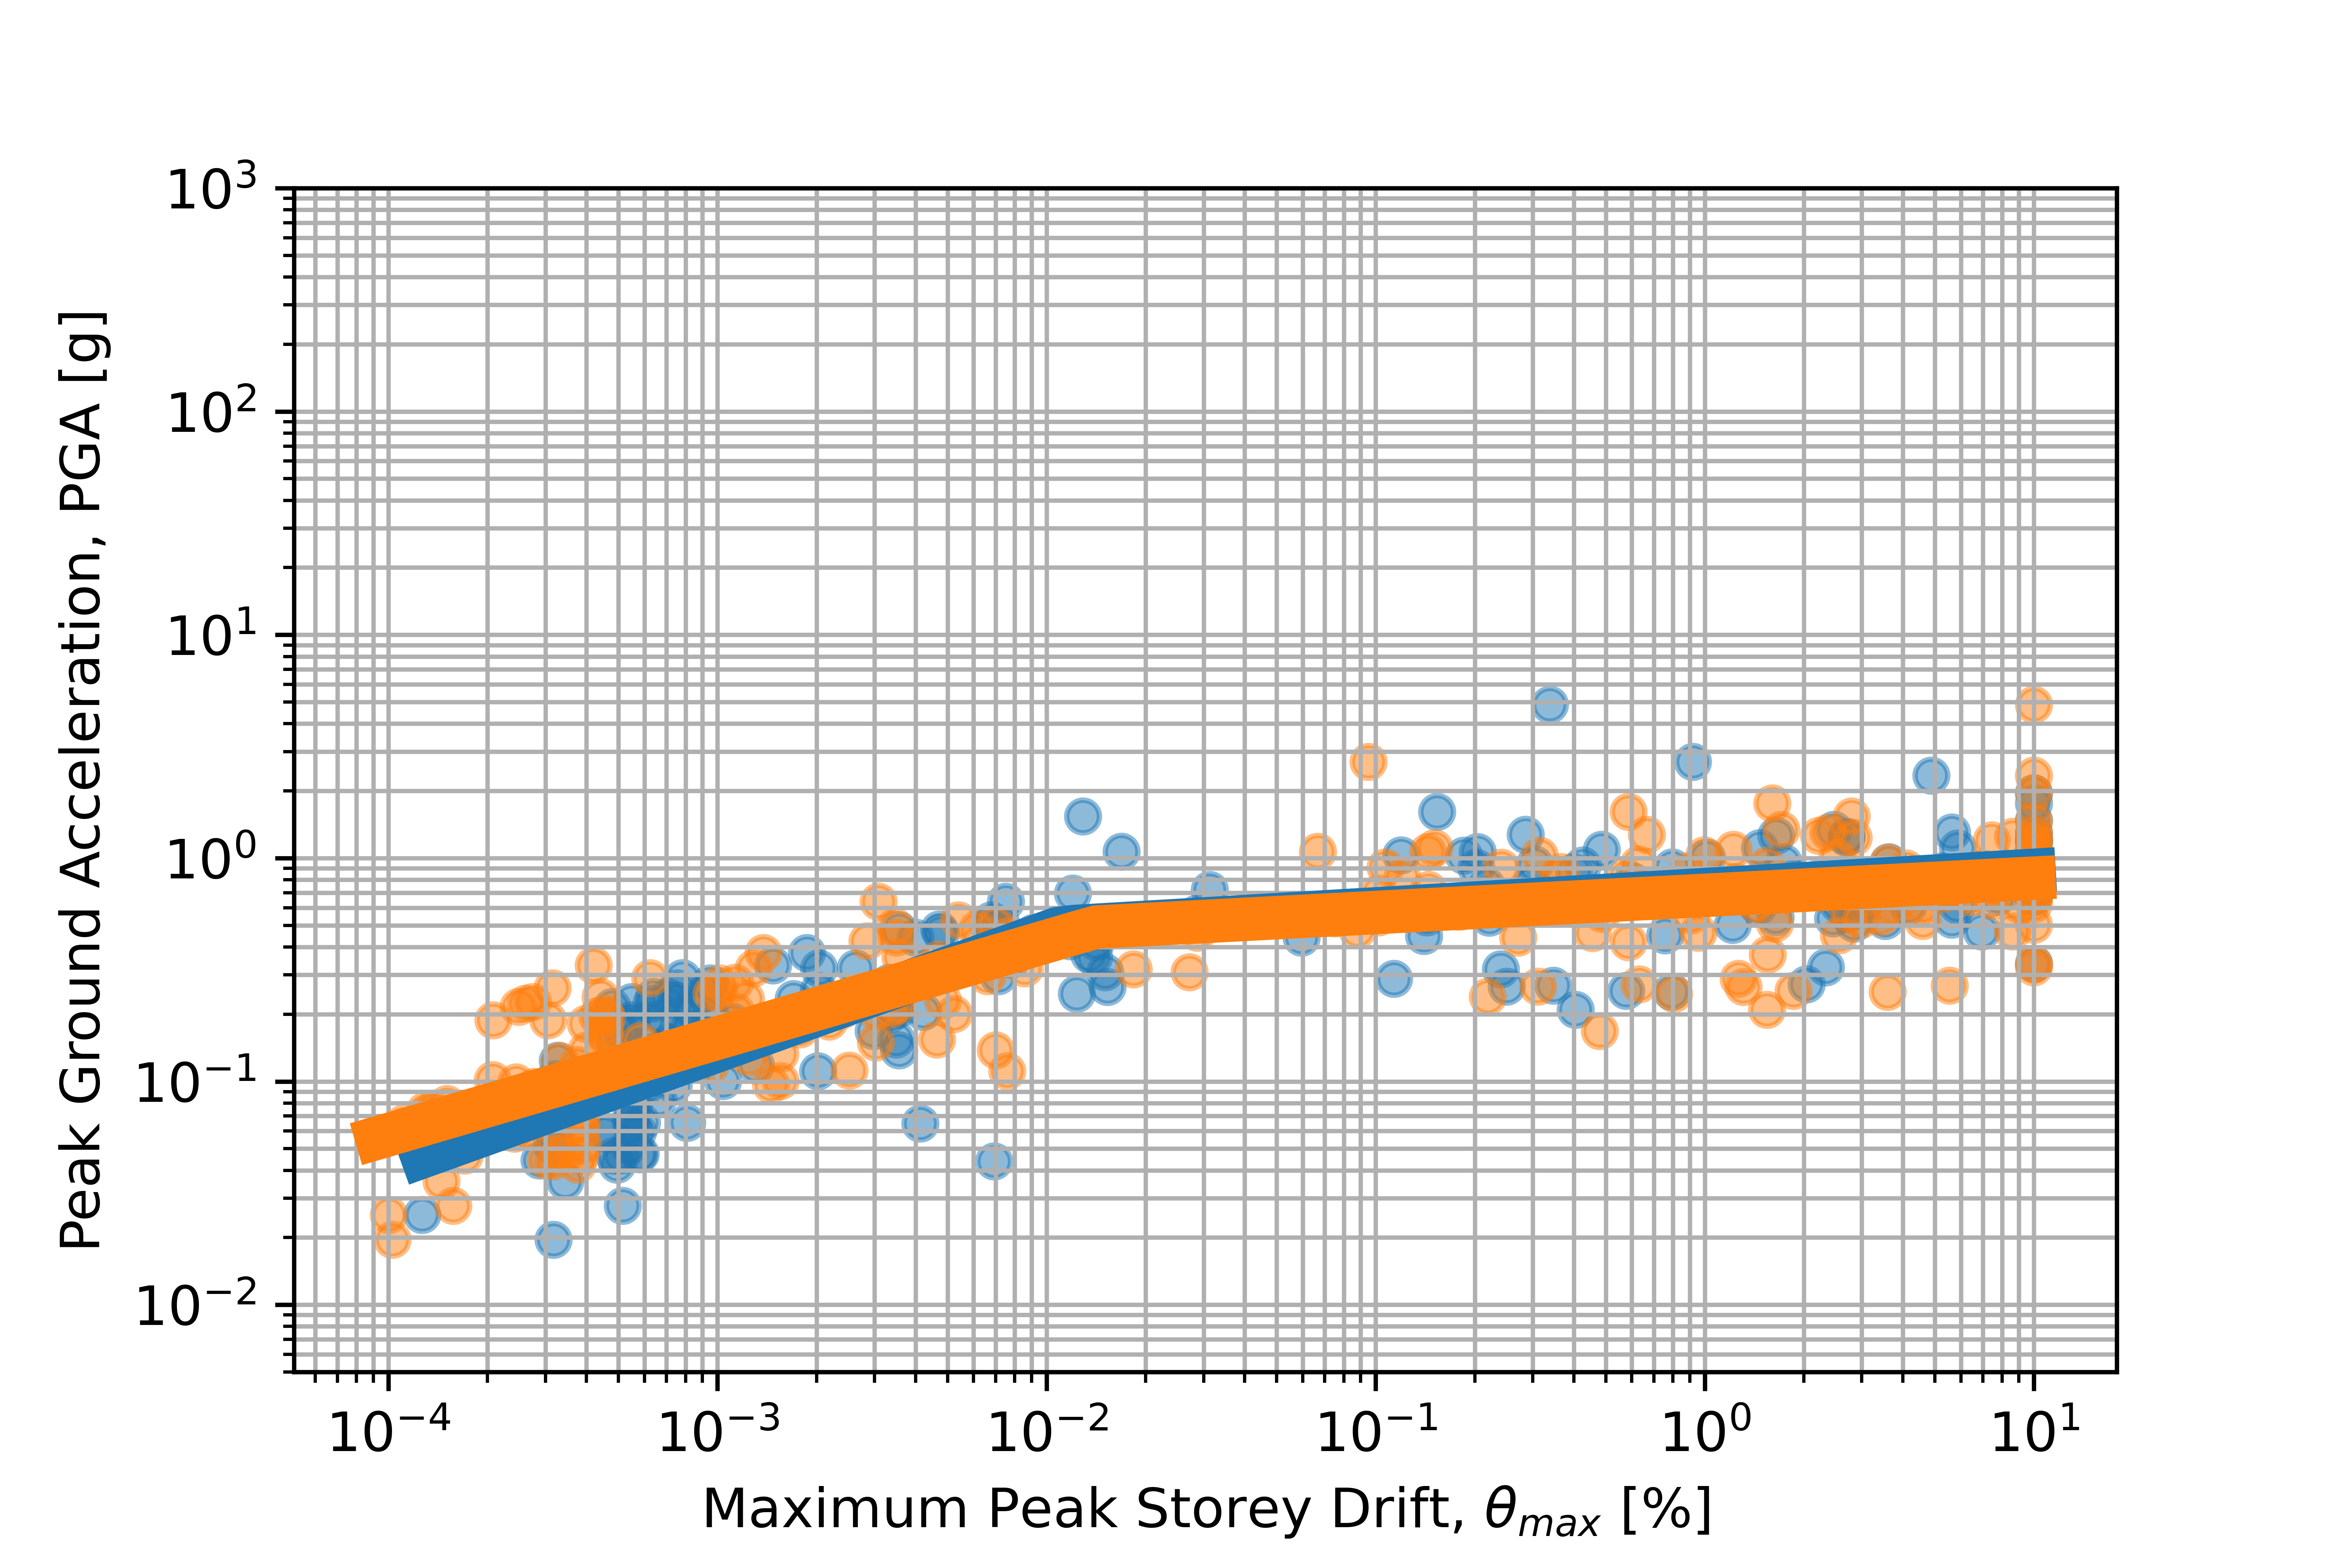 10³
10²
10¹
10⁰
10⁻¹
10⁻²
Peak Ground Acceleration, PGA [g]
10⁻⁴ 10⁻³ 10⁻² 10⁻¹ 10⁰ 10¹
Maximum Peak Storey Drift, θₘₐₓ [%]